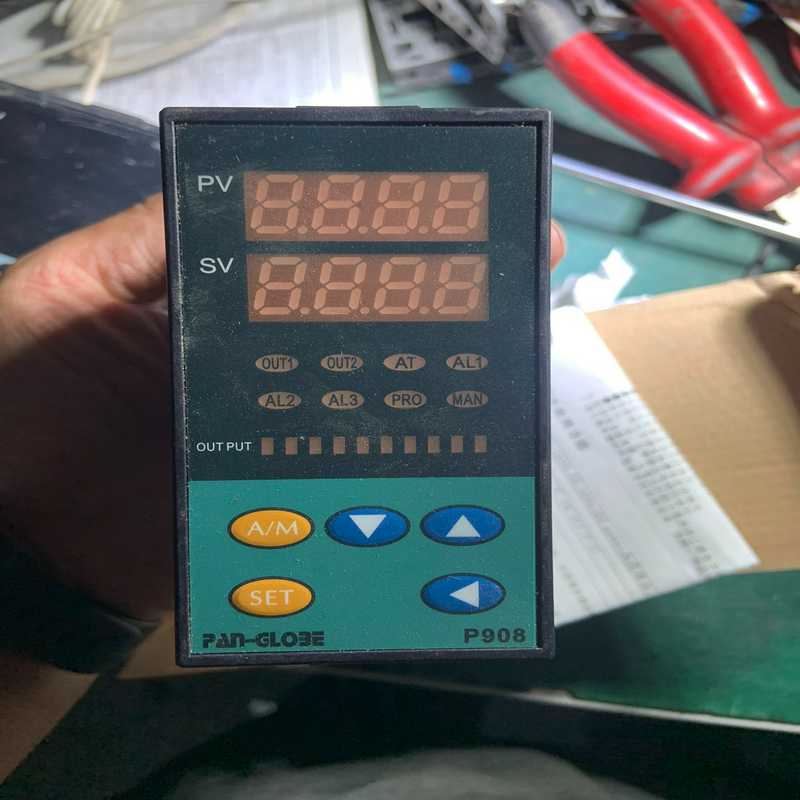 PV
SV
OUT1 OUT2 AT AL1
AL2 AL3 PRO MAN
OUT PUT
A/M
SET
PAN-GLOBE P908